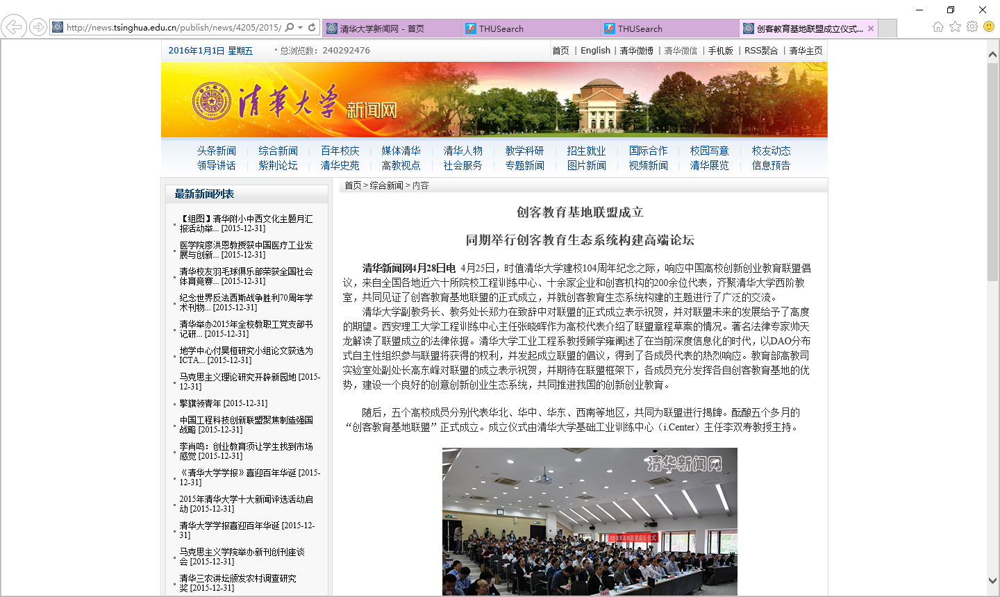 http://news.tsinghua.edu.cn/publish/news/4205/2015/
清华大学新闻网 - 首页
THUSearch
THUSearch
创客教育基地联盟成立仪式...
2016年1月1日 星期五
总浏览数：240292476
首页 | English | 清华微博 | 清华微信 | 手机版 | RSS聚合 | 清华主页
清华大学 新闻网
头条新闻 综合新闻 百年校庆 媒体清华 清华人物 教学科研 招生就业 国际合作 校园写意 校友动态
领导讲话 紫荆论坛 清华史苑 高教视点 社会服务 专题新闻 图片新闻 视频新闻 清华展览 信息预告
最新新闻列表
【组图】清华附小中西文化主题月汇
报活动举... [2015-12-31]
医学院廖洪恩教授获中国医疗工业发
展与创新... [2015-12-31]
清华校友羽毛球俱乐部荣获全国社会
体育竞赛... [2015-12-31]
纪念世界反法西斯战争胜利70周年学
术刊物... [2015-12-31]
清华举办2015年全校教职工党支部书
记研... [2015-12-31]
地学中心付昊桓研究小组论文获选为
ICTA... [2015-12-31]
马克思主义理论研究开辟新园地 [2015-
12-31]
擎旗领青年 [2015-12-31]
中国工程科技创新联盟聚焦制造强国
战略 [2015-12-31]
李肖鸣：创业教育须让学生找到市场
感觉 [2015-12-31]
《清华大学学报》喜迎百年华诞 [2015-
12-31]
2015年清华大学十大新闻评选活动启
动 [2015-12-31]
清华大学学报喜迎百年华诞 [2015-12-
31]
马克思主义学院举办新刊创刊座谈
会 [2015-12-31]
清华三农讲坛颁发农村调查研究
奖 [2015-12-31]
首页 > 综合新闻 > 内容
创客教育基地联盟成立
同期举行创客教育生态系统构建高端论坛
清华新闻网4月28日电 4月25日，时值清华大学建校104周年纪念之际，响应中国高校创新创业教育联盟倡
议，来自全国各地近六十所院校工程训练中心、十余家企业和创客机构的200余位代表，齐聚清华大学西阶教
室，共同见证了创客教育基地联盟的正式成立，并就创客教育生态系统构建的主题进行了广泛的交流。
清华大学副教务长、教务处长郑力在致辞中对联盟的正式成立表示祝贺，并对联盟未来的发展给予了高度
的期望。西安理工大学工程训练中心主任张晓晖作为高校代表介绍了联盟章程草案的情况。著名法律专家帅天
龙解读了联盟成立的法律依据。清华大学工业工程系教授顾学雍阐述了在当前深度信息化的时代，以DAO分布
式自主性组织参与联盟将获得的权利，并发起成立联盟的倡议，得到了各成员代表的热烈响应。教育部高教司
实验室处副处长高东峰对联盟的成立表示祝贺，并期待在联盟框架下，各成员充分发挥各自创客教育基地的优
势，建设一个良好的创意创新创业生态系统，共同推进我国的创新创业教育。
随后，五个高校成员分别代表华北、华中、华东、西南等地区，共同为联盟进行揭牌。酝酿五个多月的
“创客教育基地联盟”正式成立。成立仪式由清华大学基础工业训练中心（i.Center）主任李双寿教授主持。
清华新闻网
客教育基地联盟成立仪式